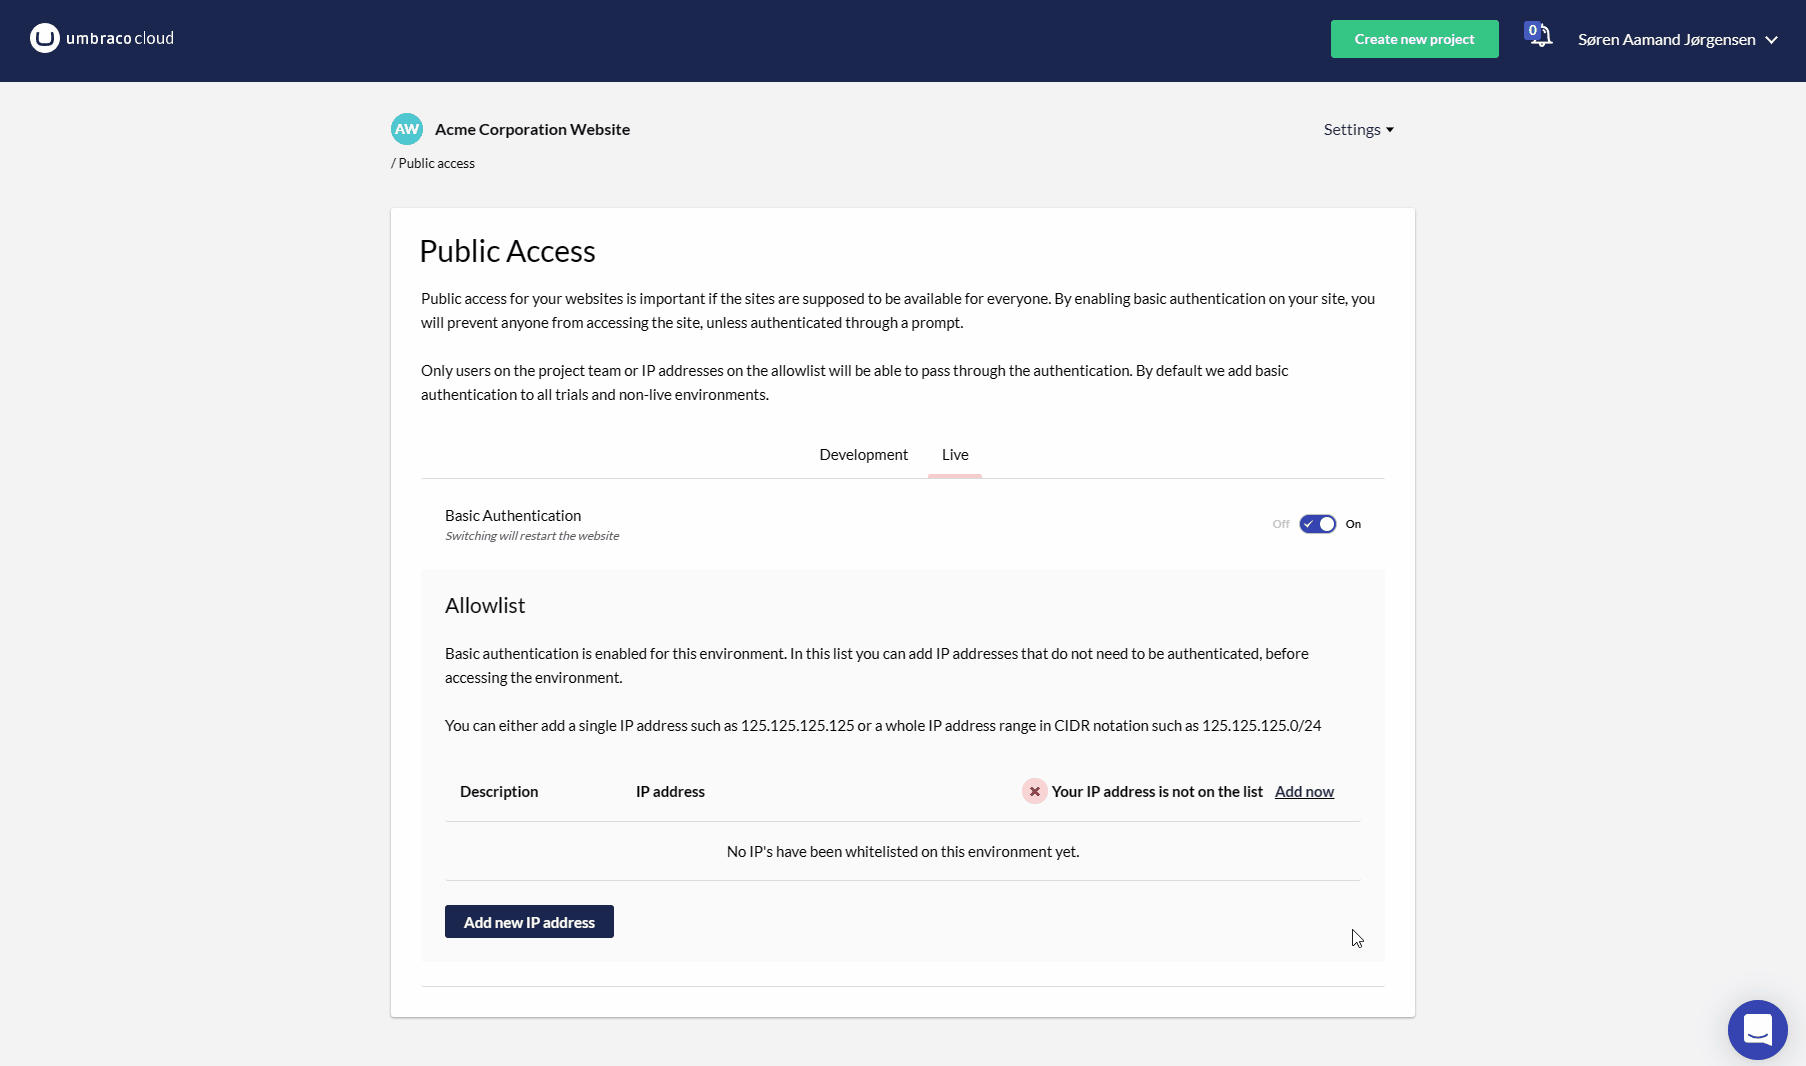 umbraco cloud
Create new project
0
Søren Aamand Jørgensen
AW
Acme Corporation Website
Settings
/ Public access
Public Access
Public access for your websites is important if the sites are supposed to be available for everyone. By enabling basic authentication on your site, you
will prevent anyone from accessing the site, unless authenticated through a prompt.
Only users on the project team or IP addresses on the allowlist will be able to pass through the authentication. By default we add basic
authentication to all trials and non-live environments.
Development Live
Basic Authentication
Switching will restart the website
Off On
Allowlist
Basic authentication is enabled for this environment. In this list you can add IP addresses that do not need to be authenticated, before
accessing the environment.
You can either add a single IP address such as 125.125.125.125 or a whole IP address range in CIDR notation such as 125.125.125.0/24
Description IP address Your IP address is not on the list Add now
No IP's have been whitelisted on this environment yet.
Add new IP address